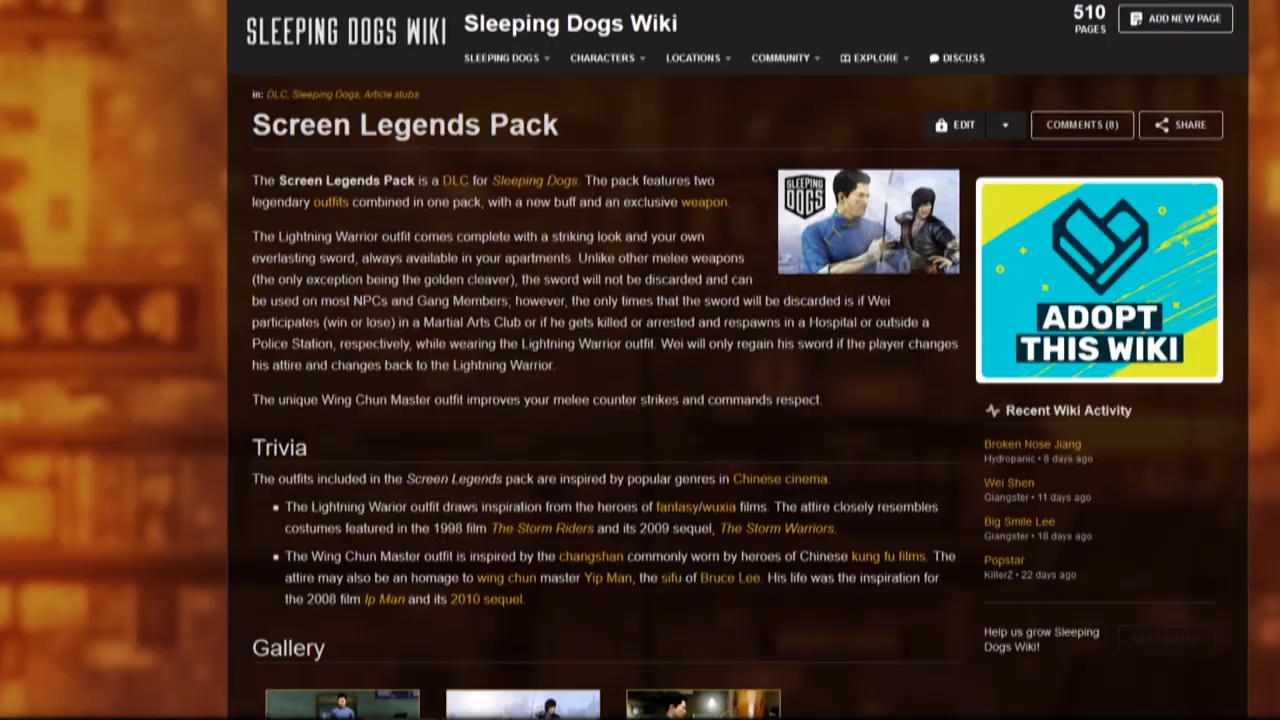 SLEEPING DOGS WIKI
Sleeping Dogs Wiki
510
PAGES
ADD NEW PAGE
SLEEPING DOGS
CHARACTERS
LOCATIONS
COMMUNITY
EXPLORE
DISCUSS
in: DLC, Sleeping Dogs, Article stubs
Screen Legends Pack
EDIT
COMMENTS (8)
SHARE
The Screen Legends Pack is a DLC for Sleeping Dogs. The pack features two
legendary outfits combined in one pack, with a new buff and an exclusive weapon.
The Lightning Warrior outfit comes complete with a striking look and your own
everlasting sword, always available in your apartments. Unlike other melee weapons
(the only exception being the golden cleaver), the sword will not be discarded and can
be used on most NPCs and Gang Members; however, the only times that the sword will be discarded is if Wei
participates (win or lose) in a Martial Arts Club or if he gets killed or arrested and respawns in a Hospital or outside a
Police Station, respectively, while wearing the Lightning Warrior outfit. Wei will only regain his sword if the player changes
his attire and changes back to the Lightning Warrior.
The unique Wing Chun Master outfit improves your melee counter strikes and commands respect.
SLEEPING
DOGS
Trivia
The outfits included in the Screen Legends pack are inspired by popular genres in Chinese cinema.
The Lightning Warior outfit draws inspiration from the heroes of fantasy/wuxia films. The attire closely resembles
costumes featured in the 1998 film The Storm Riders and its 2009 sequel, The Storm Warriors.
The Wing Chun Master outfit is inspired by the changshan commonly worn by heroes of Chinese kung fu films. The
attire may also be an homage to wing chun master Yip Man, the sifu of Bruce Lee. His life was the inspiration for
the 2008 film Ip Man and its 2010 sequel.
Gallery
ADOPT
THIS WIKI
Recent Wiki Activity
Broken Nose Jiang
Hydropanic • 8 days ago
Wei Shen
Giangster • 11 days ago
Big Smile Lee
Giangster • 18 days ago
Popstar
KillerZ • 22 days ago
Help us grow Sleeping
Dogs Wiki!